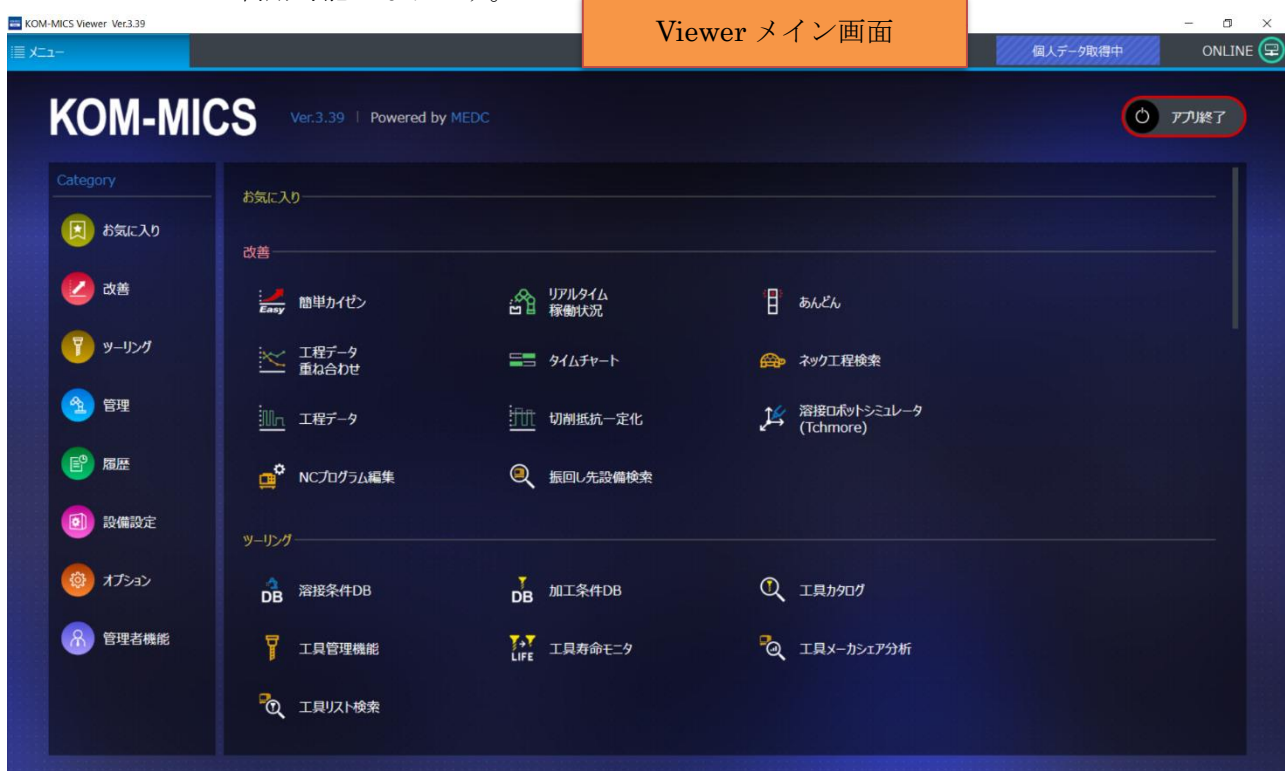 KOM-MICS Viewer Ver.3.39
Viewer メイン画面
メニュー
個人データ取得中
ONLINE
KOM-MICS
Ver.3.39 | Powered by MEDC
アプリ終了
Category
お気に入り
改善
ツーリング
管理
履歴
設備設定
オプション
管理者機能
お気に入り
改善
Easy
簡単カイゼン
リアルタイム
稼働状況
あんどん
工程データ
重ね合わせ
タイムチャート
ネック工程検索
工程データ
切削抵抗一定化
溶接ロボットシミュレータ
(Tchmore)
NCプログラム編集
振回し先設備検索
ツーリング
DB
溶接条件DB
DB
加工条件DB
工具カタログ
工具管理機能
LIFE
工具寿命モニタ
工具メーカシェア分析
工具リスト検索